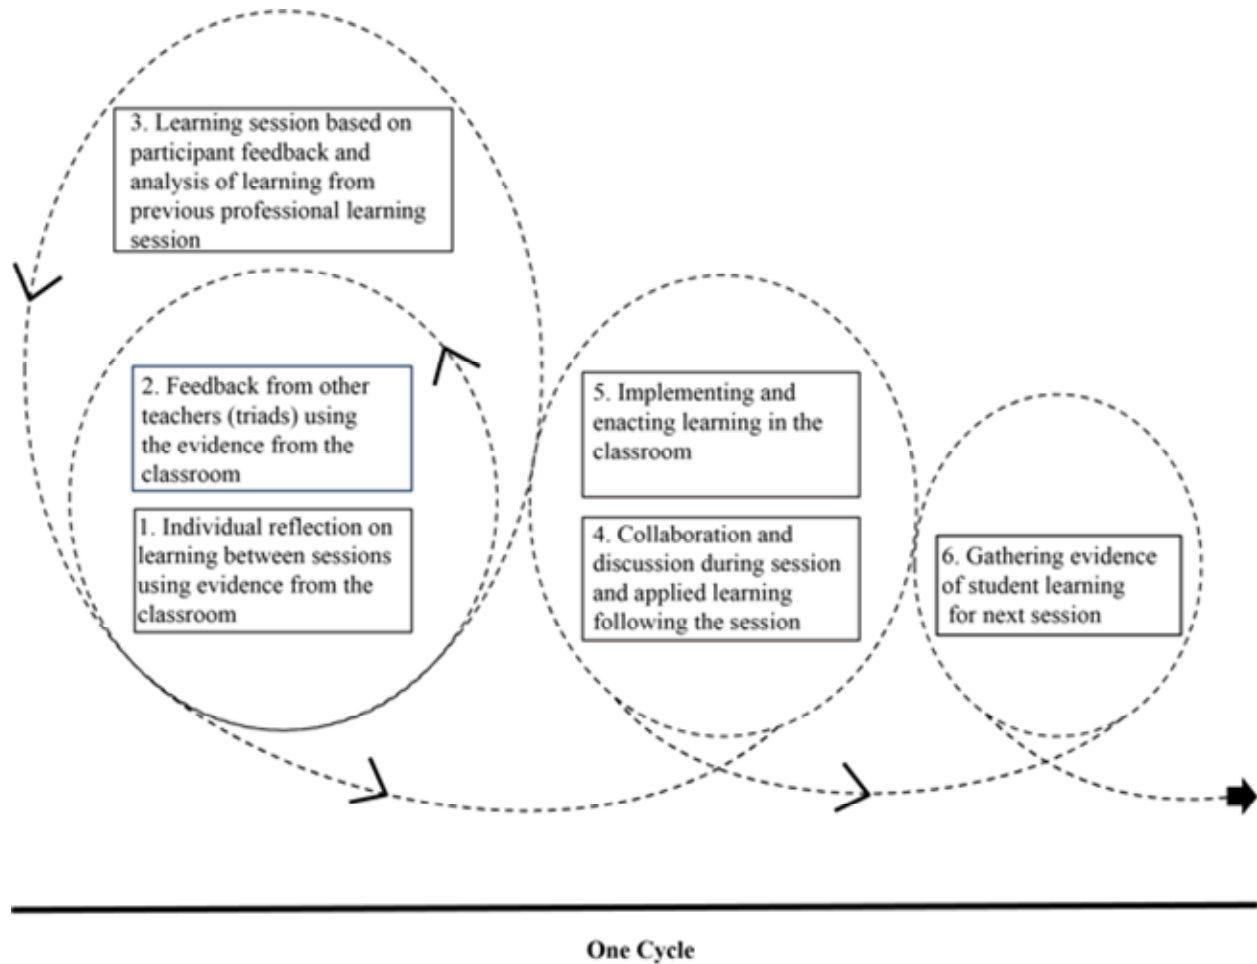 3. Learning session based on
participant feedback and
analysis of learning from
previous professional learning
session
2. Feedback from other
teachers (triads) using
the evidence from the
classroom
1. Individual reflection on
learning between sessions
using evidence from the
classroom
5. Implementing and
enacting learning in the
classroom
4. Collaboration and
discussion during session
and applied learning
following the session
6. Gathering evidence
of student learning
for next session
One Cycle